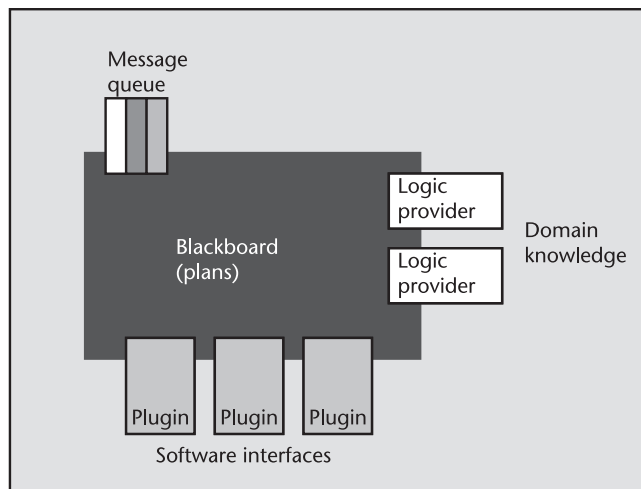 Message
queue
Logic
provider
Domain
knowledge
Blackboard
(plans)
Logic
provider
Plugin
Plugin
Plugin
Software interfaces